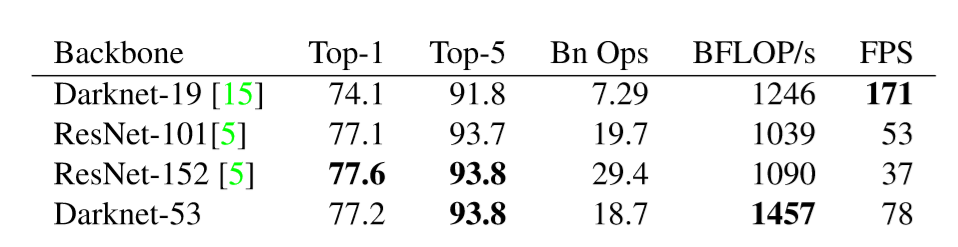 Backbone Top-1 Top-5 Bn Ops BFLOP/s FPS
Darknet-19 [15] 74.1 91.8 7.29 1246 171
ResNet-101[5] 77.1 93.7 19.7 1039 53
ResNet-152 [5] 77.6 93.8 29.4 1090 37
Darknet-53 77.2 93.8 18.7 1457 78